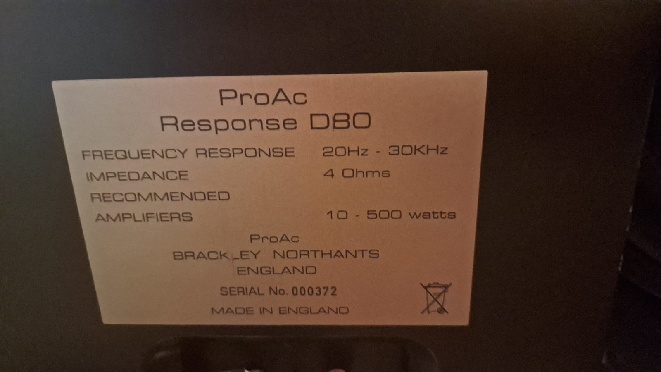 ProAc
Response D80
FREQUENCY RESPONSE 20Hz - 30KHz
IMPEDANCE 4 Ohms
RECOMMENDED
AMPLIFIERS 10 - 500 watts
ProAc
BRACKLEY NORTHANTS
ENGLAND
SERIAL No. 000372
MADE IN ENGLAND